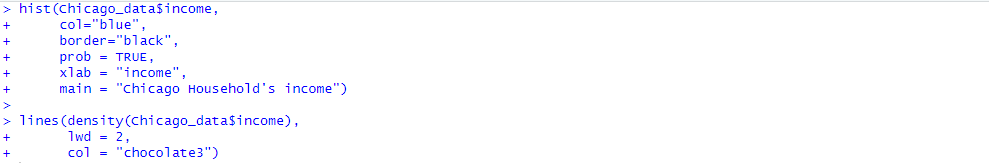 > hist(Chicago_data$income,
+      col="blue",
+      border="black",
+      prob = TRUE,
+      xlab = "income",
+      main = "Chicago Household's income")
>
> lines(density(Chicago_data$income),
+       lwd = 2,
+       col = "chocolate3")